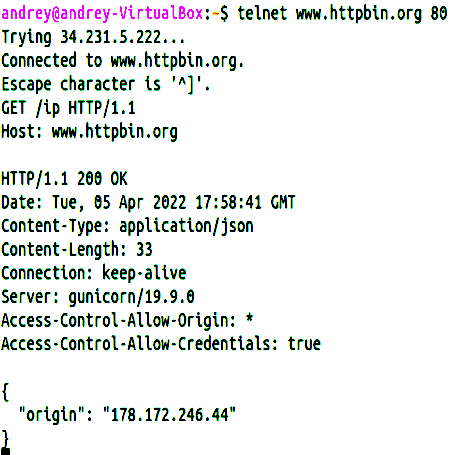 andrey@andrey-VirtualBox:~$ telnet www.httpbin.org 80
Trying 34.231.5.222...
Connected to www.httpbin.org.
Escape character is '^]'.
GET /ip HTTP/1.1
Host: www.httpbin.org

HTTP/1.1 200 OK
Date: Tue, 05 Apr 2022 17:58:41 GMT
Content-Type: application/json
Content-Length: 33
Connection: keep-alive
Server: gunicorn/19.9.0
Access-Control-Allow-Origin: *
Access-Control-Allow-Credentials: true

{
  "origin": "178.172.246.44"
}